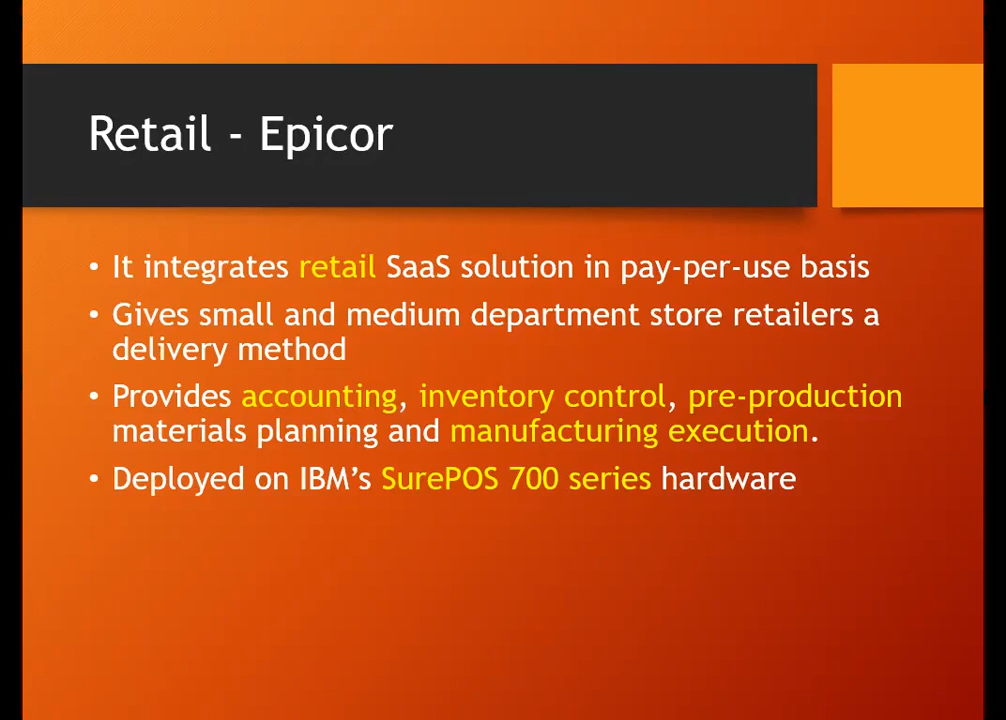 Retail - Epicor
• It integrates retail SaaS solution in pay-per-use basis
• Gives small and medium department store retailers a
delivery method
• Provides accounting, inventory control, pre-production
materials planning and manufacturing execution.
• Deployed on IBM’s SurePOS 700 series hardware